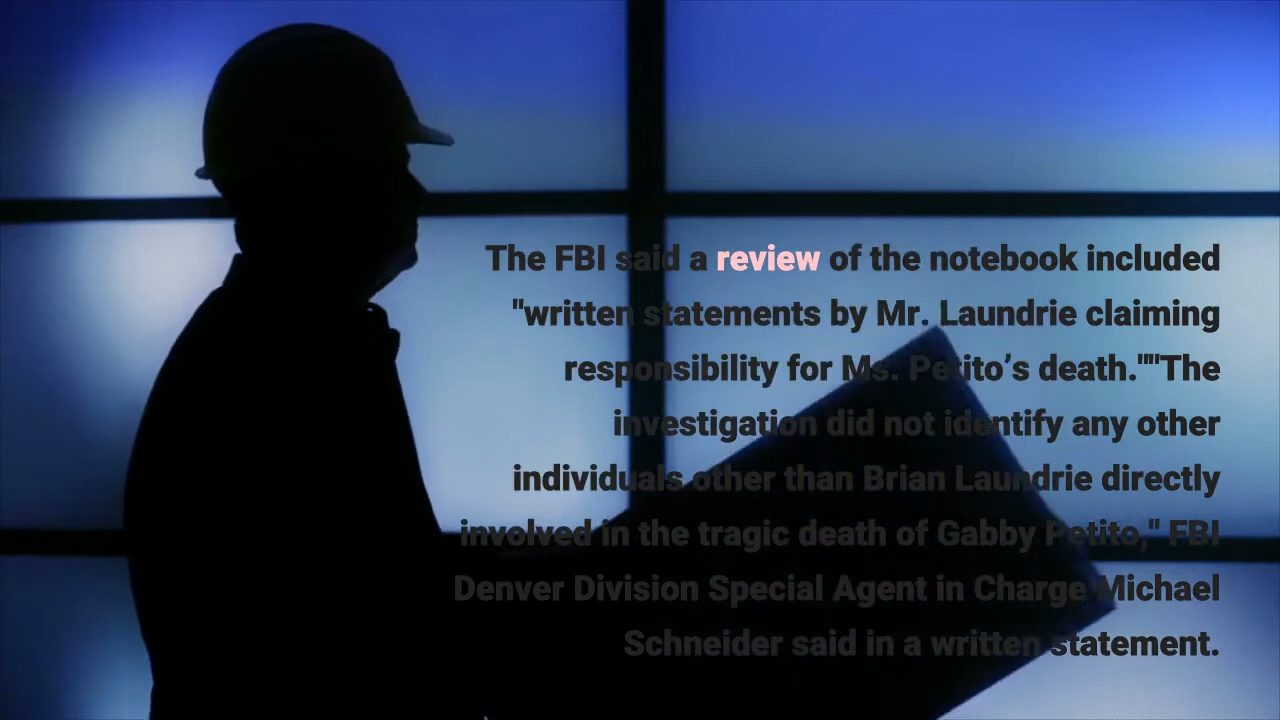 The FBI said a review of the notebook included
"written statements by Mr. Laundrie claiming
responsibility for Ms. Petito’s death.""The
investigation did not identify any other
individuals other than Brian Laundrie directly
involved in the tragic death of Gabby Petito," FBI
Denver Division Special Agent in Charge Michael
Schneider said in a written statement.